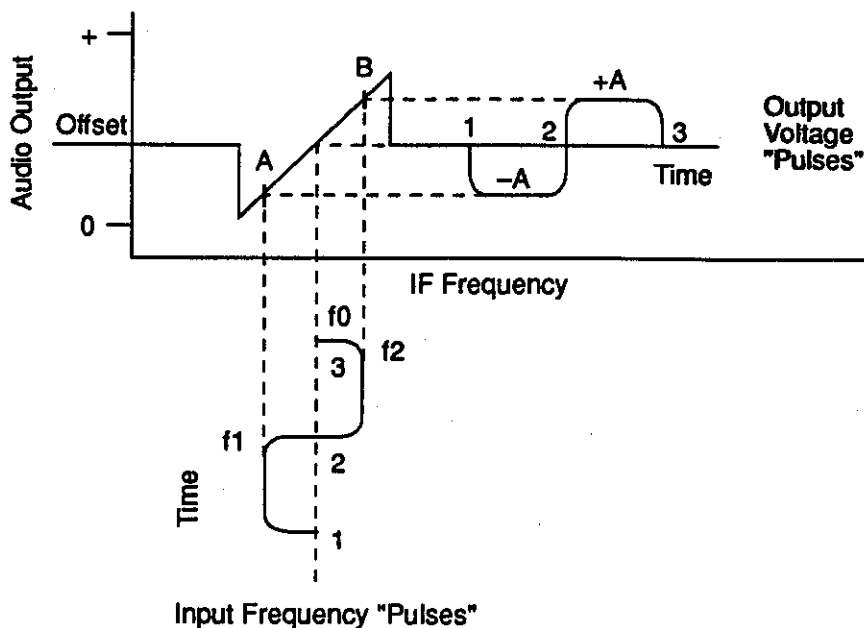 +
Audio Output
Offset
0
A
B
1
2
3
+A
−A
Time
Output
Voltage
"Pulses"
IF Frequency
f0
3
f2
f1
2
Time
1
Input Frequency "Pulses"